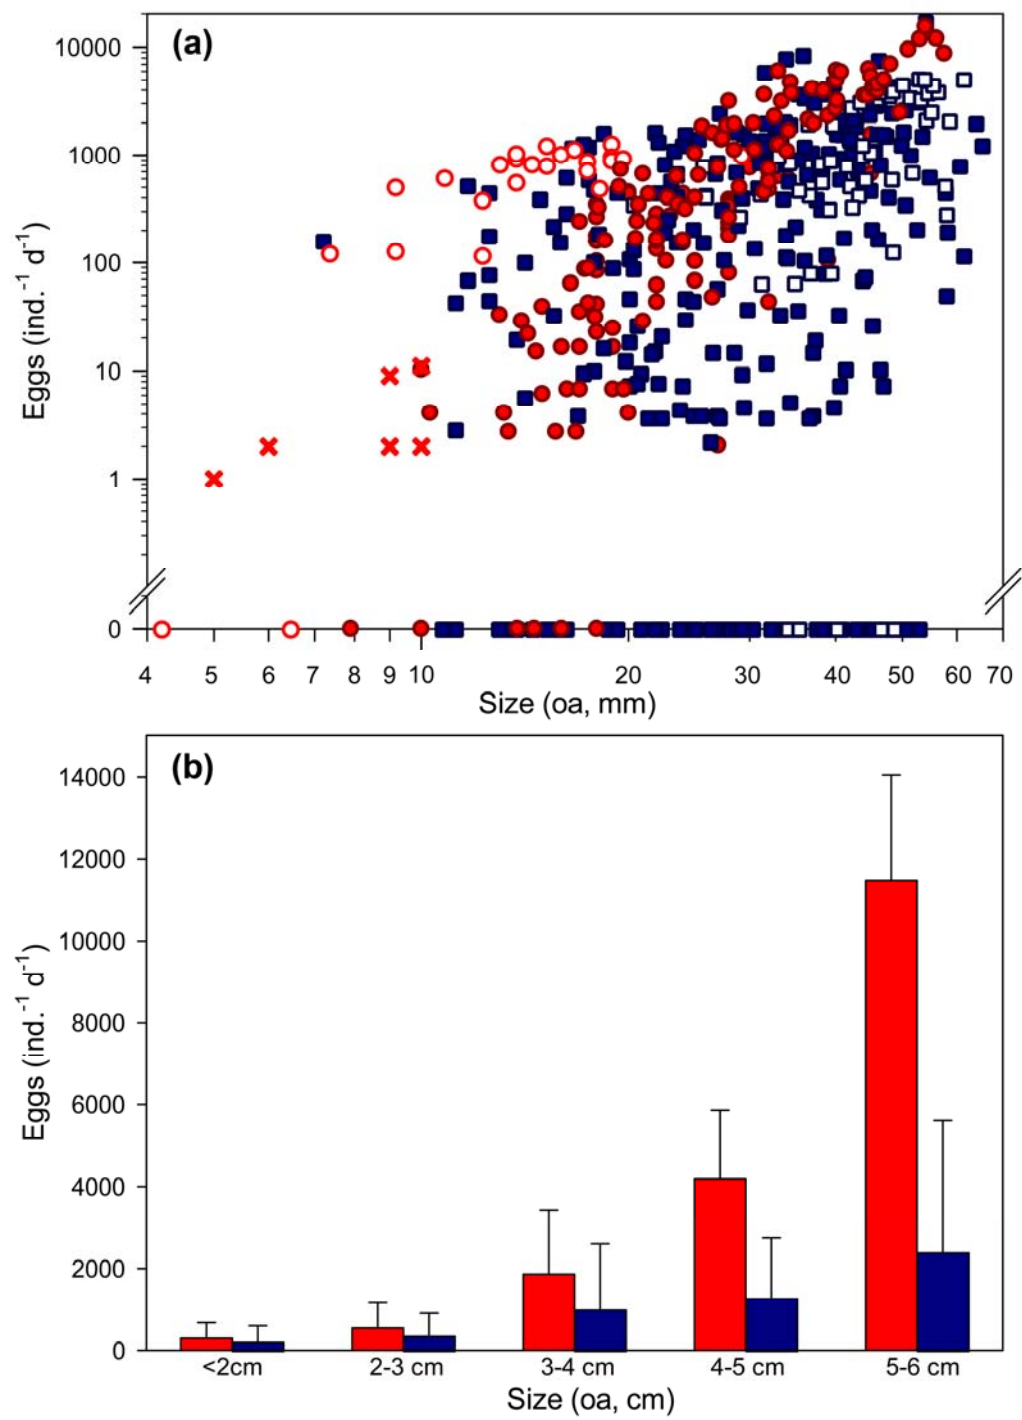 (a)
10000
1000
100
10
1
0
Eggs (ind.⁻¹ d⁻¹)
4 5 6 7 8 9 10 20 30 40 50 60 70
Size (oa, mm)
(b)
14000
12000
10000
8000
6000
4000
2000
0
Eggs (ind.⁻¹ d⁻¹)
<2cm 2-3 cm 3-4 cm 4-5 cm 5-6 cm
Size (oa, cm)